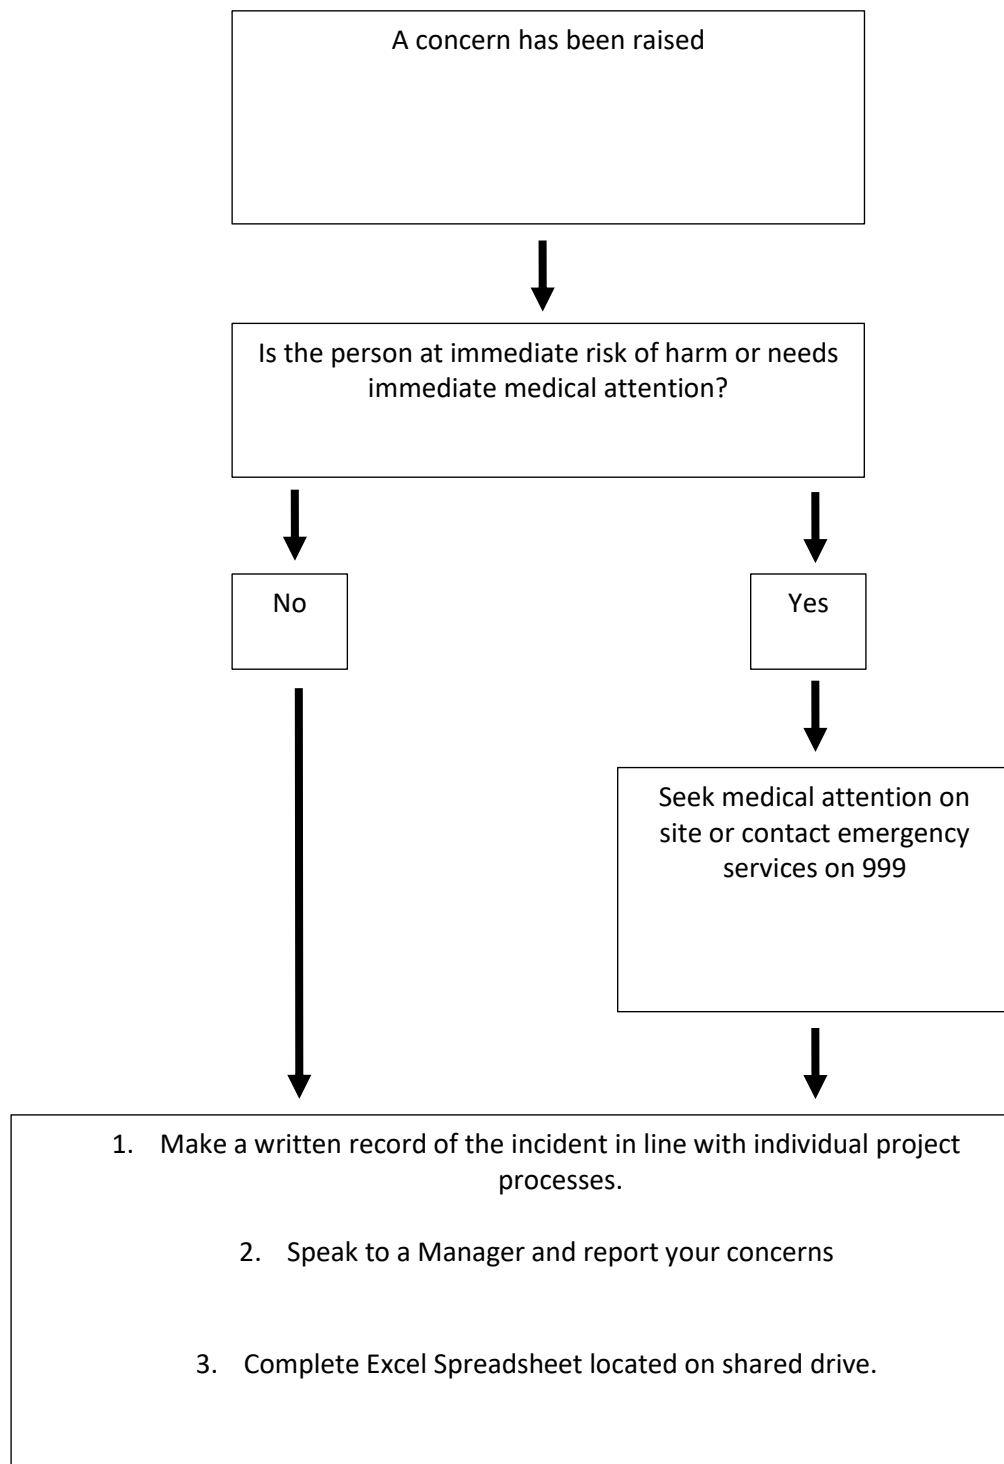 A concern has been raised
Is the person at immediate risk of harm or needs
immediate medical attention?
No
Yes
Seek medical attention on
site or contact emergency
services on 999
1. Make a written record of the incident in line with individual project
processes.
2. Speak to a Manager and report your concerns
3. Complete Excel Spreadsheet located on shared drive.